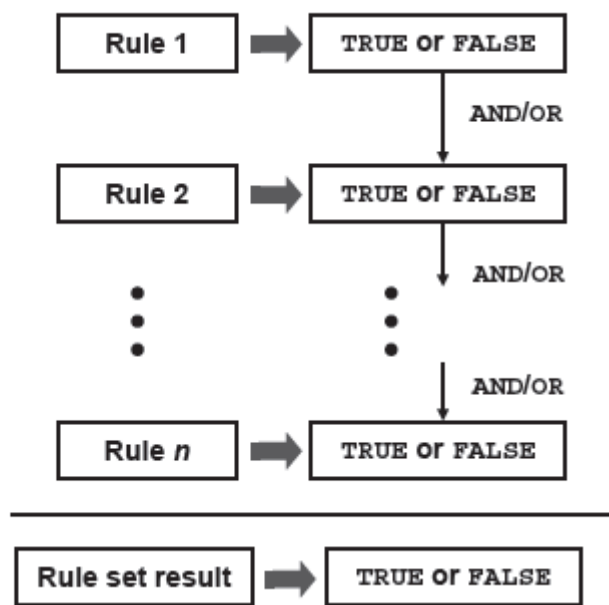 Rule 1
TRUE or FALSE
AND/OR
Rule 2
TRUE or FALSE
AND/OR
AND/OR
Rule n
TRUE or FALSE
Rule set result
TRUE or FALSE